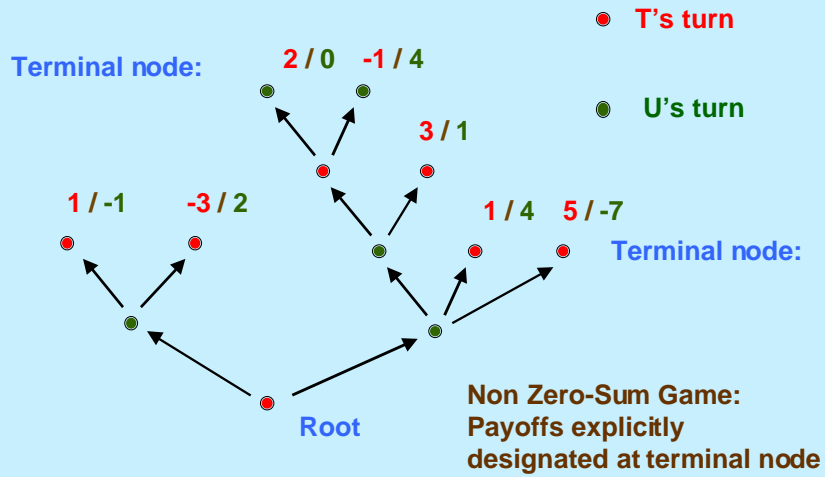 T's turn
2 / 0 -1 / 4
Terminal node:
U's turn
3 / 1
1 / -1 -3 / 2 1 / 4 5 / -7
Terminal node:
Non Zero-Sum Game:
Root
Payoffs explicitly
designated at terminal node